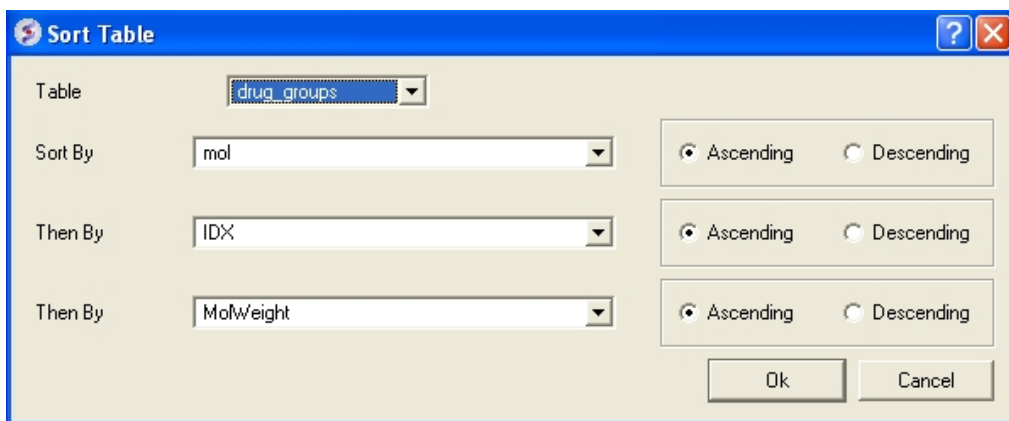 Sort Table
Table drug_groups
Sort By mol Ascending Descending
Then By IDX Ascending Descending
Then By MolWeight Ascending Descending
Ok Cancel